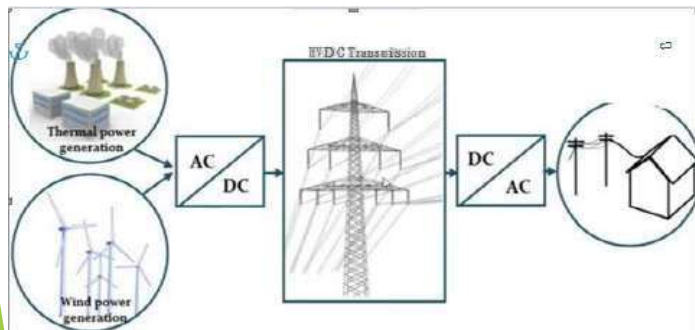 HVDC Transmission
Thermal power
generation
AC
DC
DC
AC
Wind power
generation